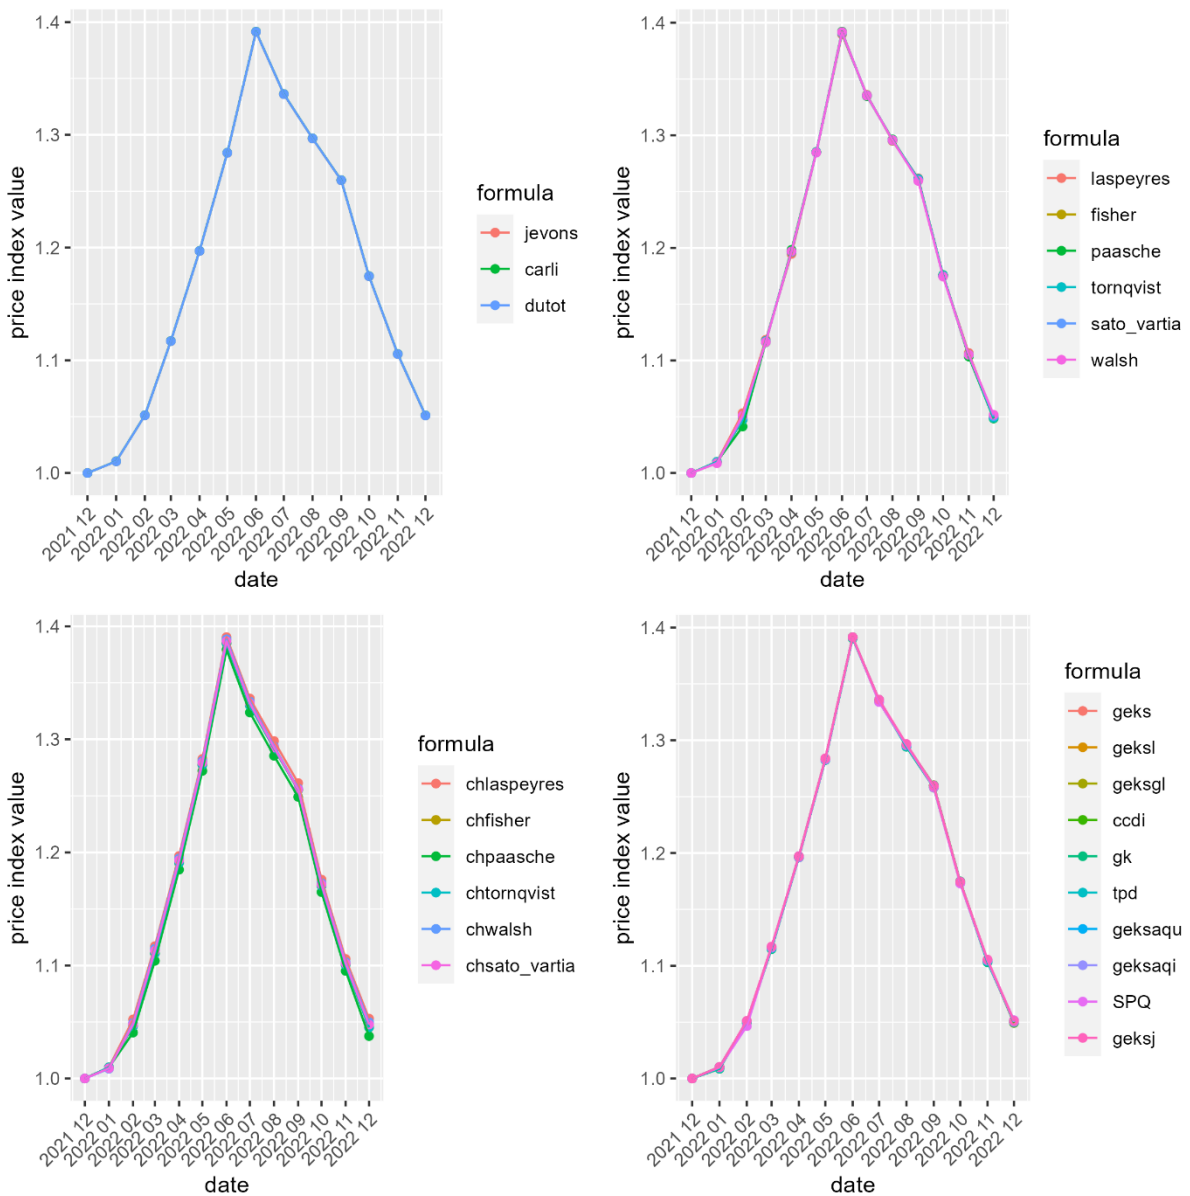 price index value
1.4
1.3
1.2
1.1
1.0
2021 12
2022 01
2022 02
2022 03
2022 04
2022 05
2022 06
2022 07
2022 08
2022 09
2022 10
2022 11
2022 12
date
formula
jevons
carli
dutot
price index value
1.4
1.3
1.2
1.1
1.0
2021 12
2022 01
2022 02
2022 03
2022 04
2022 05
2022 06
2022 07
2022 08
2022 09
2022 10
2022 11
2022 12
date
formula
laspeyres
fisher
paasche
tornqvist
sato_vartia
walsh
price index value
1.4
1.3
1.2
1.1
1.0
2021 12
2022 01
2022 02
2022 03
2022 04
2022 05
2022 06
2022 07
2022 08
2022 09
2022 10
2022 11
2022 12
date
formula
chlaspeyres
chfisher
chpaasche
chtornqvist
chwalsh
chsato_vartia
price index value
1.4
1.3
1.2
1.1
1.0
2021 12
2022 01
2022 02
2022 03
2022 04
2022 05
2022 06
2022 07
2022 08
2022 09
2022 10
2022 11
2022 12
date
formula
geks
geksl
geksgl
ccdi
gk
tpd
geksaqu
geksaqi
SPQ
geksj